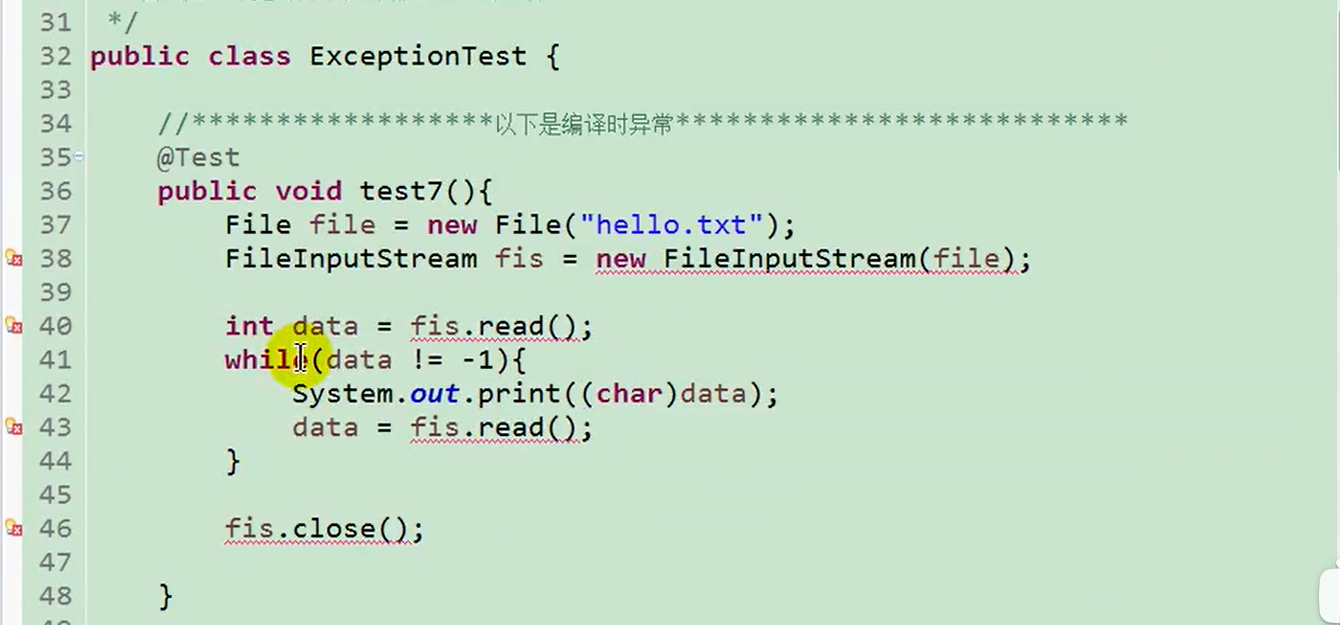 31 */
32 public class ExceptionTest {
33
34 //******************以下是编译时异常***************************
35 @Test
36 public void test7(){
37 File file = new File("hello.txt");
38 FileInputStream fis = new FileInputStream(file);
39
40 int data = fis.read();
41 while(data != -1){
42 System.out.print((char)data);
43 data = fis.read();
44 }
45
46 fis.close();
47
48 }